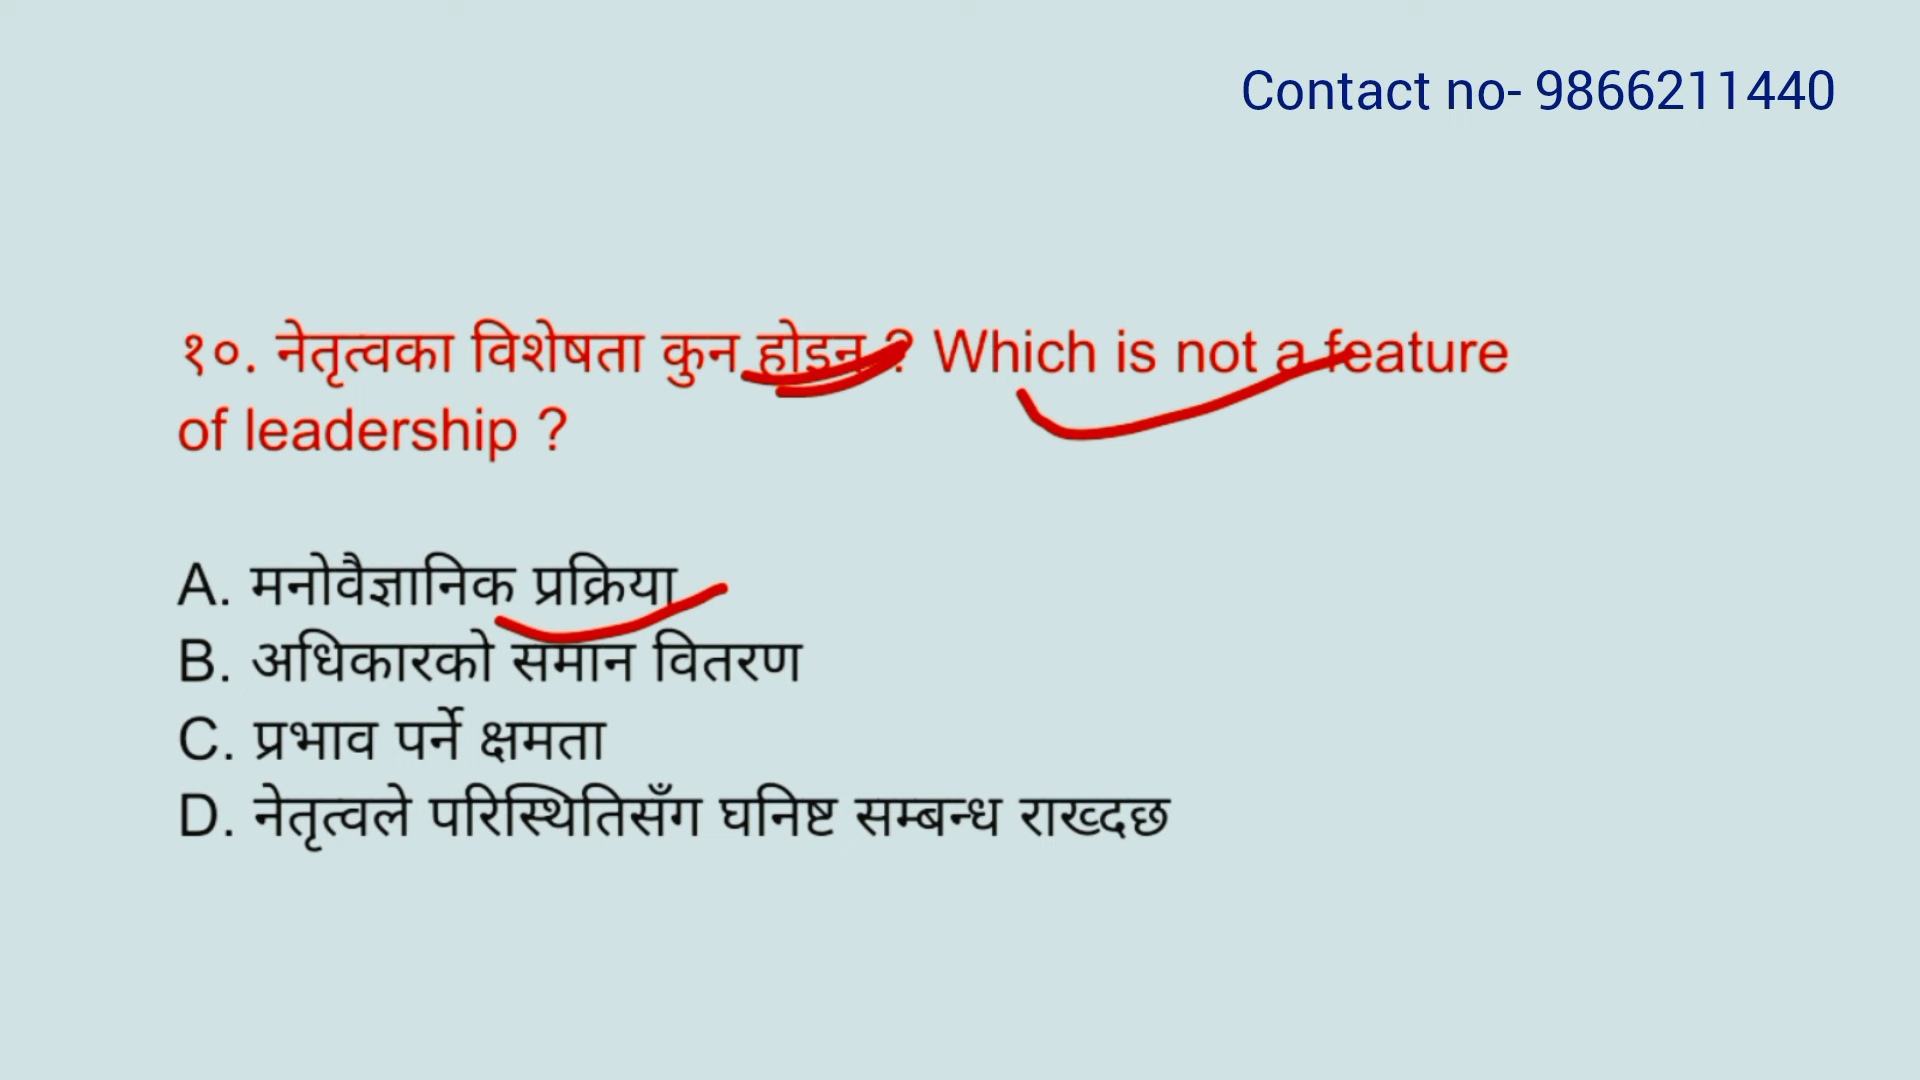 Contact no- 9866211440
१०. नेतृत्वका विशेषता कुन होइन ? Which is not a feature
of leadership ?
A. मनोवैज्ञानिक प्रक्रिया
B. अधिकारको समान वितरण
C. प्रभाव पर्ने क्षमता
D. नेतृत्वले परिस्थितिसँग घनिष्ट सम्बन्ध राख्दछ